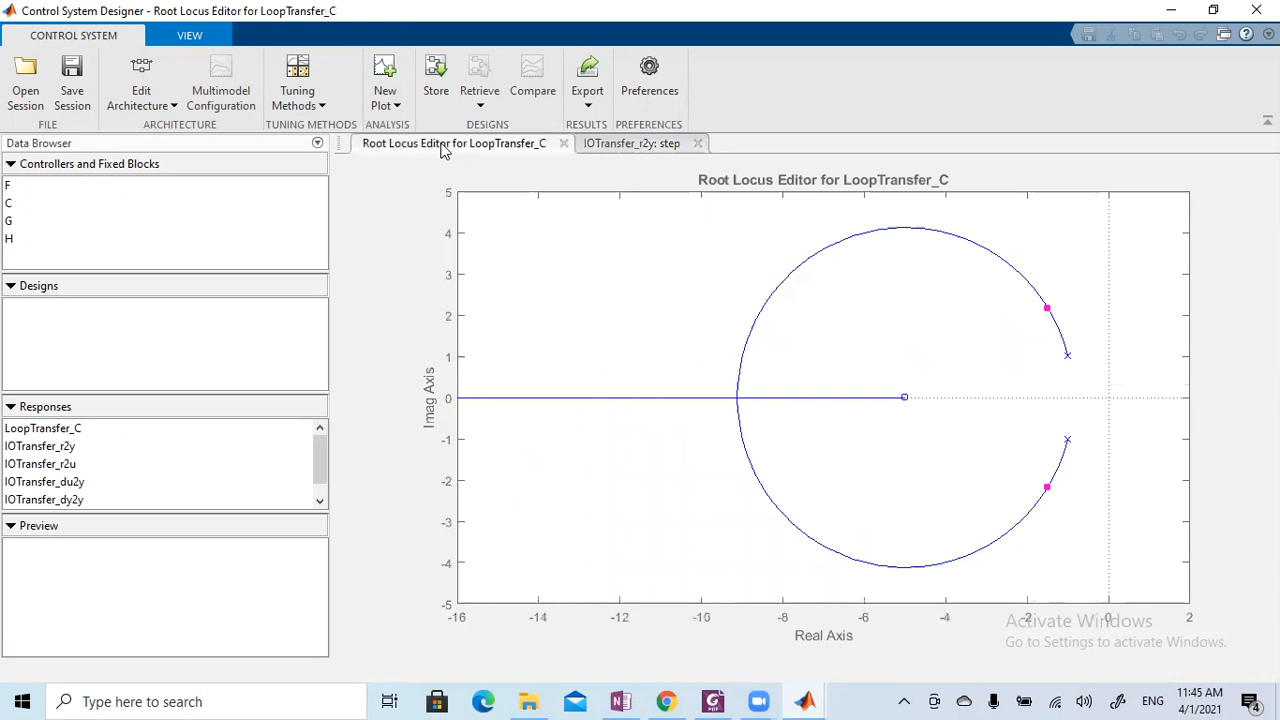 Control System Designer - Root Locus Editor for LoopTransfer_C
CONTROL SYSTEM
VIEW
Open
Session
Save
Session
Edit
Architecture
Multimodel
Configuration
Tuning
Methods
New
Plot
Store
Retrieve
Compare
Export
Preferences
FILE
ARCHITECTURE
TUNING METHODS
ANALYSIS
DESIGNS
RESULTS
PREFERENCES
Data Browser
Controllers and Fixed Blocks
F
C
G
H
Designs
Responses
LoopTransfer_C
IOTransfer_r2y
IOTransfer_r2u
IOTransfer_du2y
IOTransfer_dy2y
Preview
Root Locus Editor for LoopTransfer_C
IOTransfer_r2y: step
Root Locus Editor for LoopTransfer_C
5
4
3
2
1
0
-1
-2
-3
-4
-5
Imag Axis
-16
-14
-12
-10
-8
-6
-4
-2
0
2
Real Axis
Activate Windows
Go to Settings to activate Windows.
Type here to search
ENG
11:45 AM
4/1/2021
4